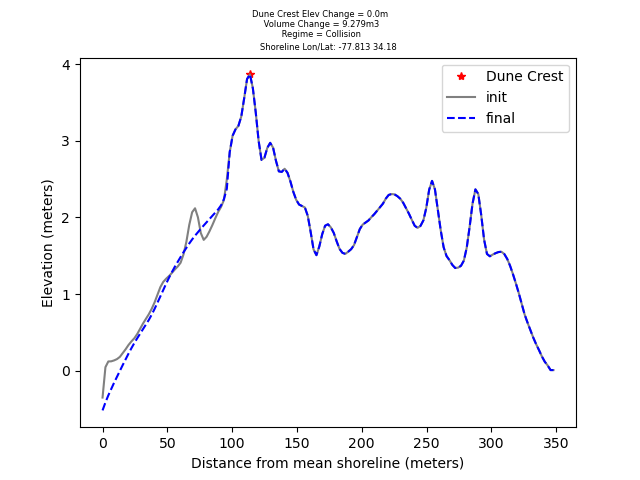 Dune Crest Elev Change = 0.0m
Volume Change = 9.279m3
Regime = Collision
Shoreline Lon/Lat: -77.813 34.18
4
3
2
1
0
Elevation (meters)
Dune Crest
init
final
0 50 100 150 200 250 300 350
Distance from mean shoreline (meters)